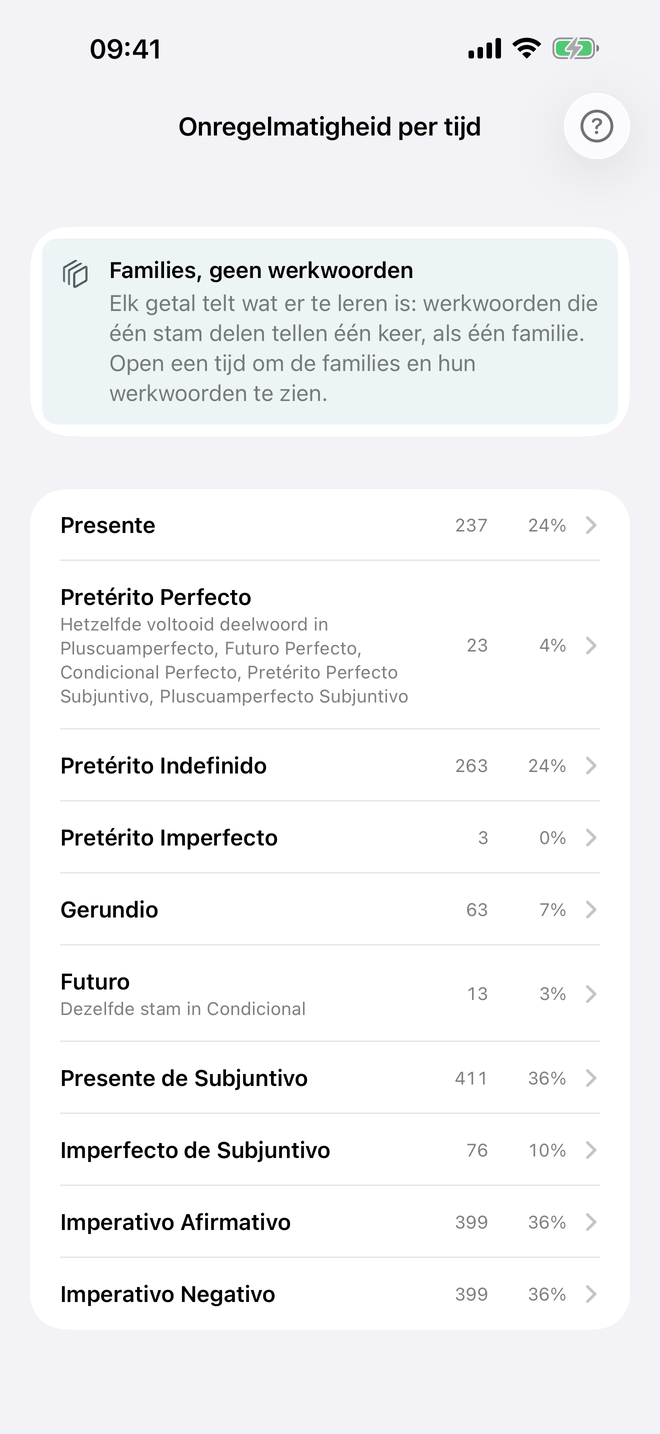 09:41
Onregelmatigheid per tijd
?
Families, geen werkwoorden
Elk getal telt wat er te leren is: werkwoorden die
één stam delen tellen één keer, als één familie.
Open een tijd om de families en hun
werkwoorden te zien.
Presente 237 24%
Pretérito Perfecto
Hetzelfde voltooid deelwoord in
Pluscuamperfecto, Futuro Perfecto,
Condicional Perfecto, Pretérito Perfecto
Subjuntivo, Pluscuamperfecto Subjuntivo
23 4%
Pretérito Indefinido 263 24%
Pretérito Imperfecto 3 0%
Gerundio 63 7%
Futuro
Dezelfde stam in Condicional
13 3%
Presente de Subjuntivo 411 36%
Imperfecto de Subjuntivo 76 10%
Imperativo Afirmativo 399 36%
Imperativo Negativo 399 36%